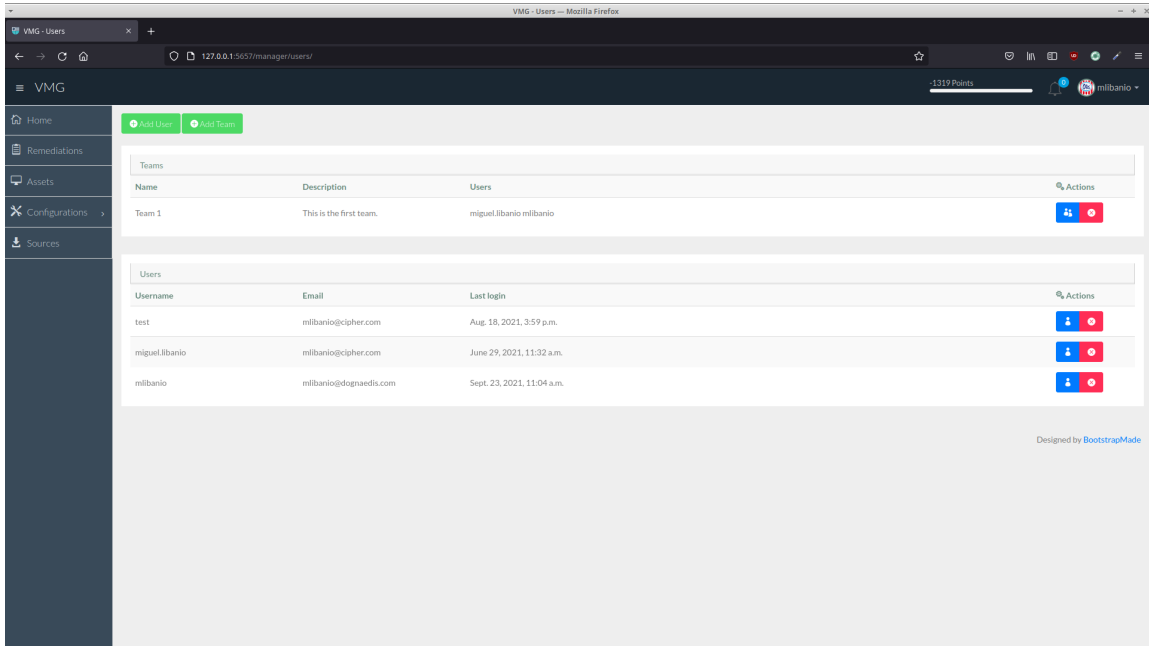 VMG - Users — Mozilla Firefox
VMG - Users
127.0.0.1:5657/manager/users/
VMG
-1319 Points
0
mlibanio
Home
Remediations
Assets
Configurations
Sources
Add User
Add Team
Teams
Name Description Users Actions
Team 1 This is the first team. miguel.libanio mlibanio
Users
Username Email Last login Actions
test mlibanio@cipher.com Aug. 18, 2021, 3:59 p.m.
miguel.libanio mlibanio@cipher.com June 29, 2021, 11:32 a.m.
mlibanio mlibanio@dognaedis.com Sept. 23, 2021, 11:04 a.m.
Designed by BootstrapMade